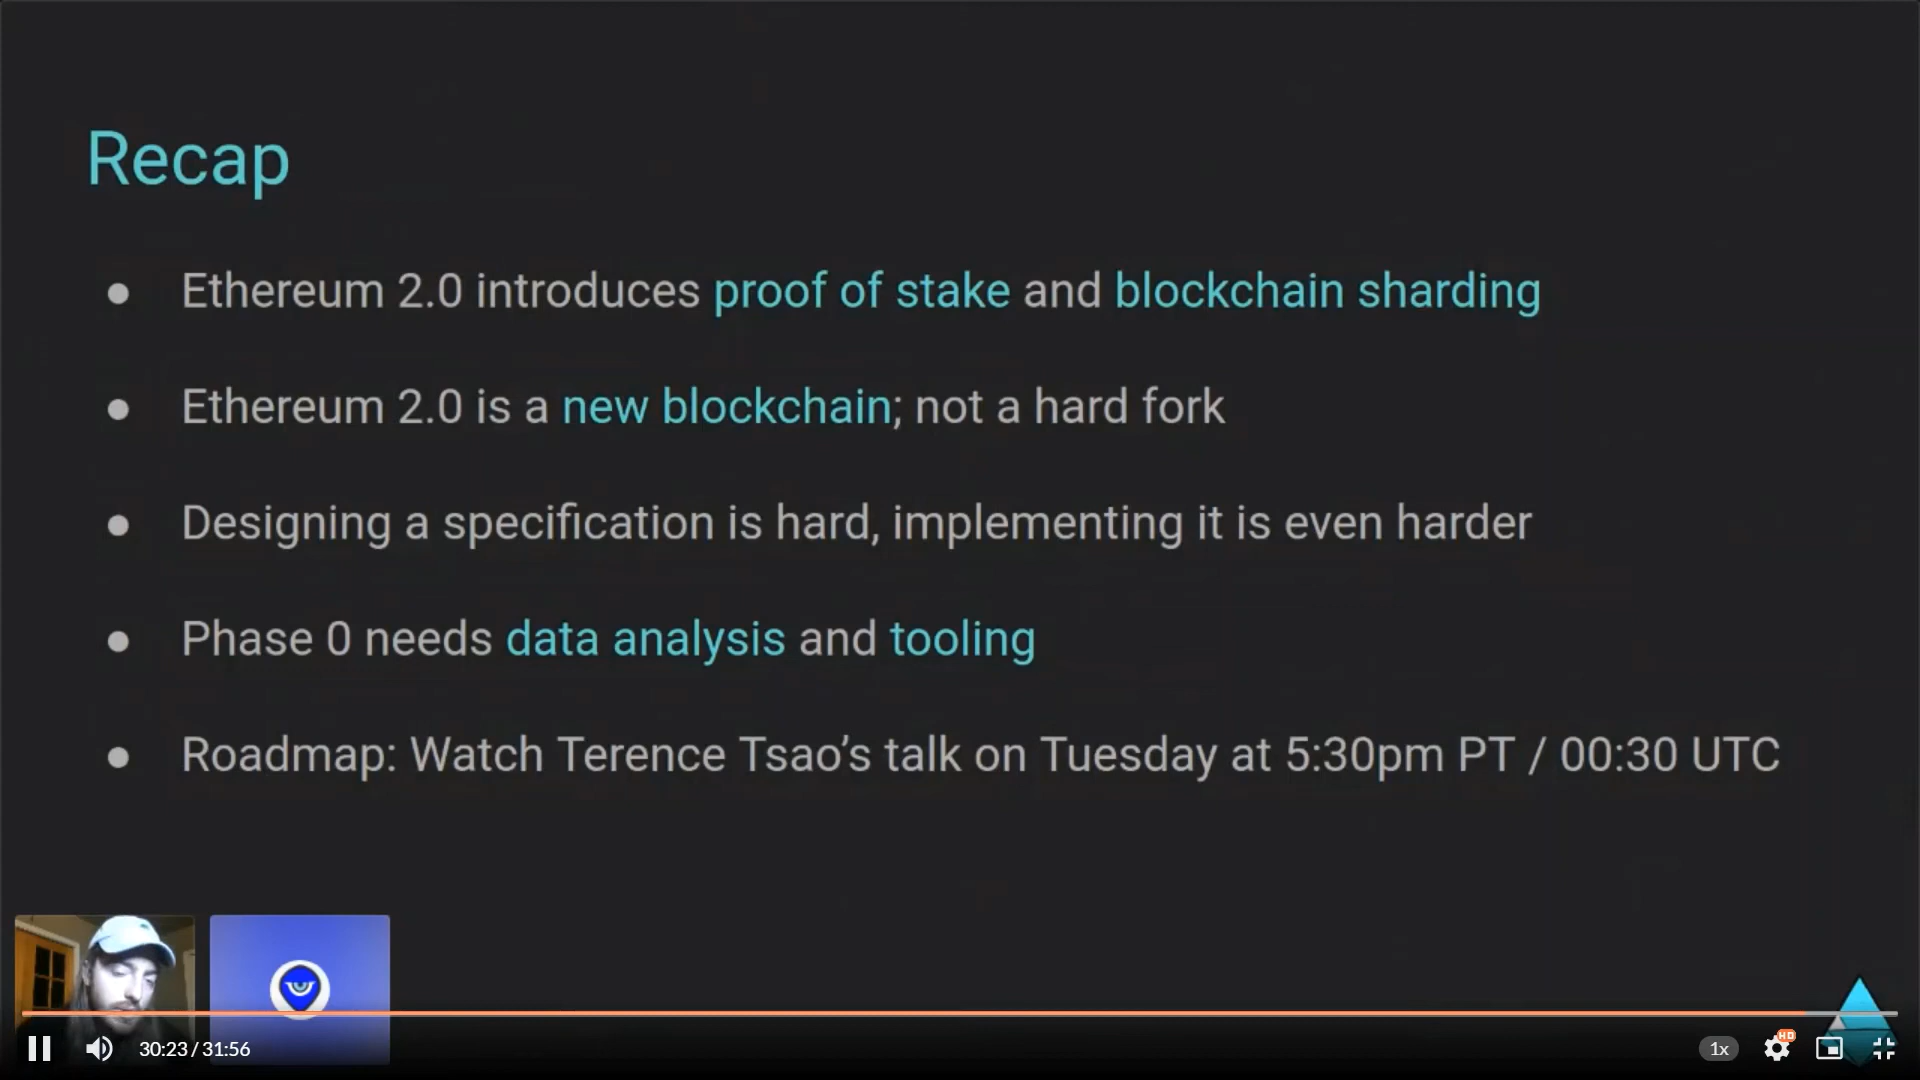 Recap
● Ethereum 2.0 introduces proof of stake and blockchain sharding
● Ethereum 2.0 is a new blockchain; not a hard fork
● Designing a specification is hard, implementing it is even harder
● Phase 0 needs data analysis and tooling
● Roadmap: Watch Terence Tsao’s talk on Tuesday at 5:30pm PT / 00:30 UTC
30:23 / 31:56
1x
HD